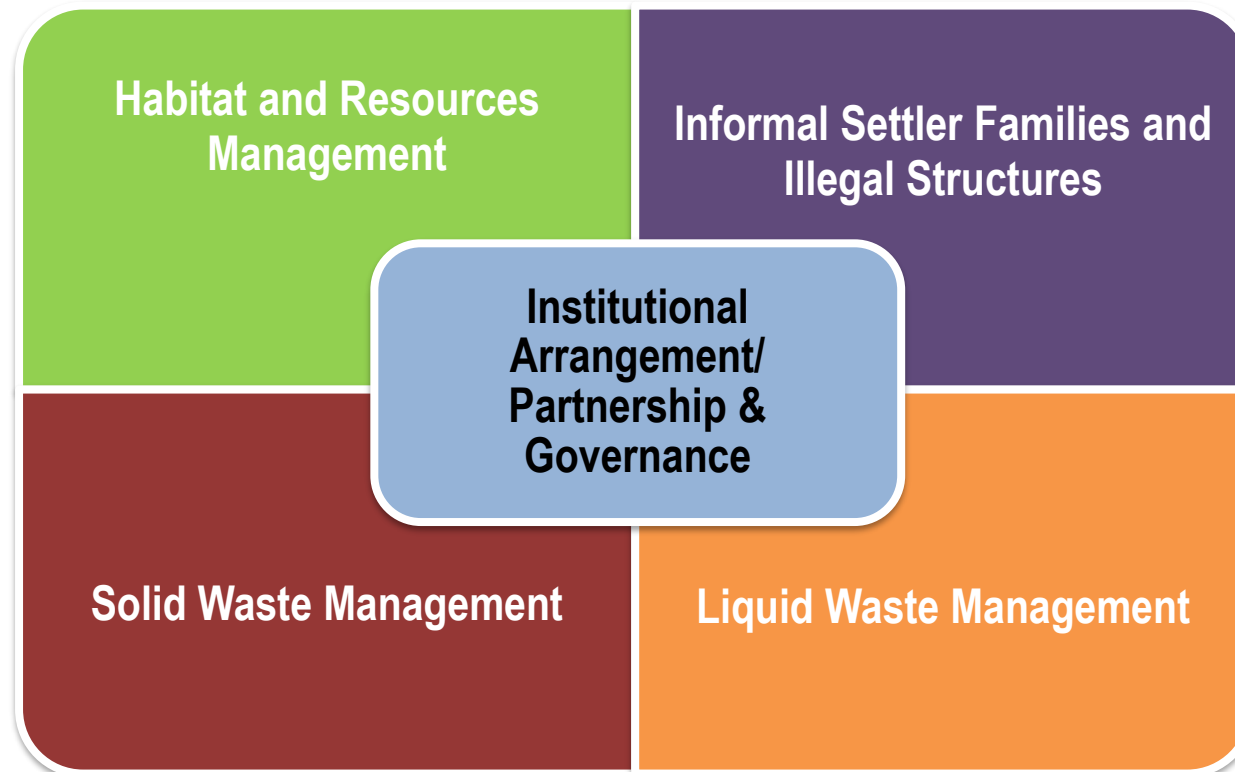 Habitat and Resources
Management
Informal Settler Families and
Illegal Structures
Institutional
Arrangement/
Partnership &
Governance
Solid Waste Management
Liquid Waste Management